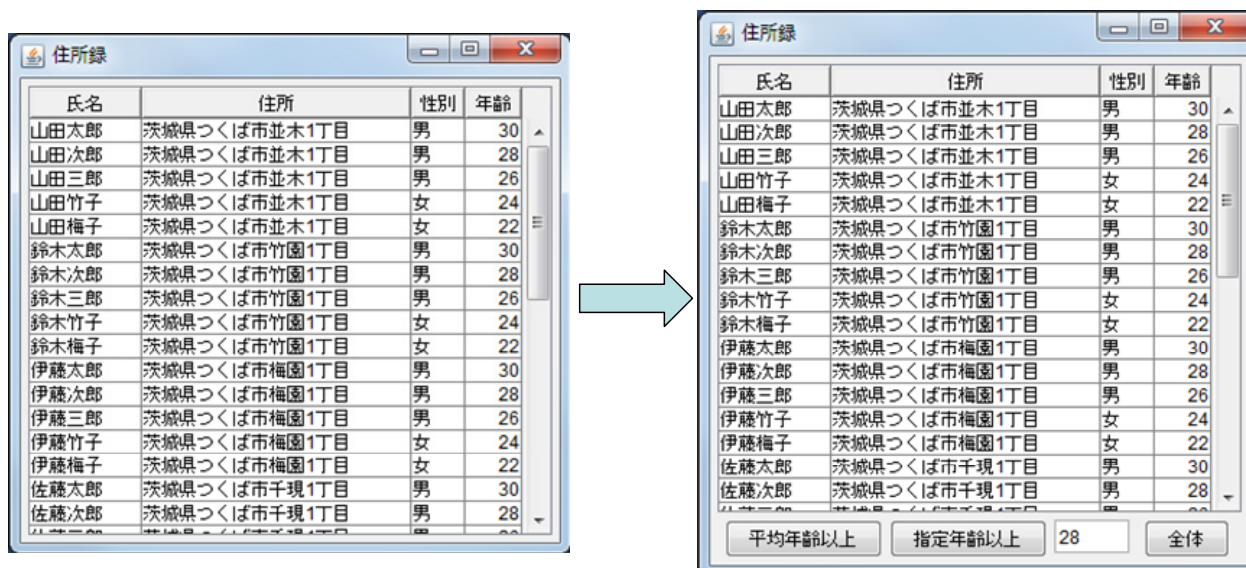 住所録
氏名 住所 性別 年齢
山田太郎 茨城県つくば市並木1丁目 男 30
山田次郎 茨城県つくば市並木1丁目 男 28
山田三郎 茨城県つくば市並木1丁目 男 26
山田竹子 茨城県つくば市並木1丁目 女 24
山田梅子 茨城県つくば市並木1丁目 女 22
鈴木太郎 茨城県つくば市竹園1丁目 男 30
鈴木次郎 茨城県つくば市竹園1丁目 男 28
鈴木三郎 茨城県つくば市竹園1丁目 男 26
鈴木竹子 茨城県つくば市竹園1丁目 女 24
鈴木梅子 茨城県つくば市竹園1丁目 女 22
伊藤太郎 茨城県つくば市梅園1丁目 男 30
伊藤次郎 茨城県つくば市梅園1丁目 男 28
伊藤三郎 茨城県つくば市梅園1丁目 男 26
伊藤竹子 茨城県つくば市梅園1丁目 女 24
伊藤梅子 茨城県つくば市梅園1丁目 女 22
佐藤太郎 茨城県つくば市千現1丁目 男 30
佐藤次郎 茨城県つくば市千現1丁目 男 28
住所録
氏名 住所 性別 年齢
山田太郎 茨城県つくば市並木1丁目 男 30
山田次郎 茨城県つくば市並木1丁目 男 28
山田三郎 茨城県つくば市並木1丁目 男 26
山田竹子 茨城県つくば市並木1丁目 女 24
山田梅子 茨城県つくば市並木1丁目 女 22
鈴木太郎 茨城県つくば市竹園1丁目 男 30
鈴木次郎 茨城県つくば市竹園1丁目 男 28
鈴木三郎 茨城県つくば市竹園1丁目 男 26
鈴木竹子 茨城県つくば市竹園1丁目 女 24
鈴木梅子 茨城県つくば市竹園1丁目 女 22
伊藤太郎 茨城県つくば市梅園1丁目 男 30
伊藤次郎 茨城県つくば市梅園1丁目 男 28
伊藤三郎 茨城県つくば市梅園1丁目 男 26
伊藤竹子 茨城県つくば市梅園1丁目 女 24
伊藤梅子 茨城県つくば市梅園1丁目 女 22
佐藤太郎 茨城県つくば市千現1丁目 男 30
佐藤次郎 茨城県つくば市千現1丁目 男 28
平均年齢以上 指定年齢以上 28 全体